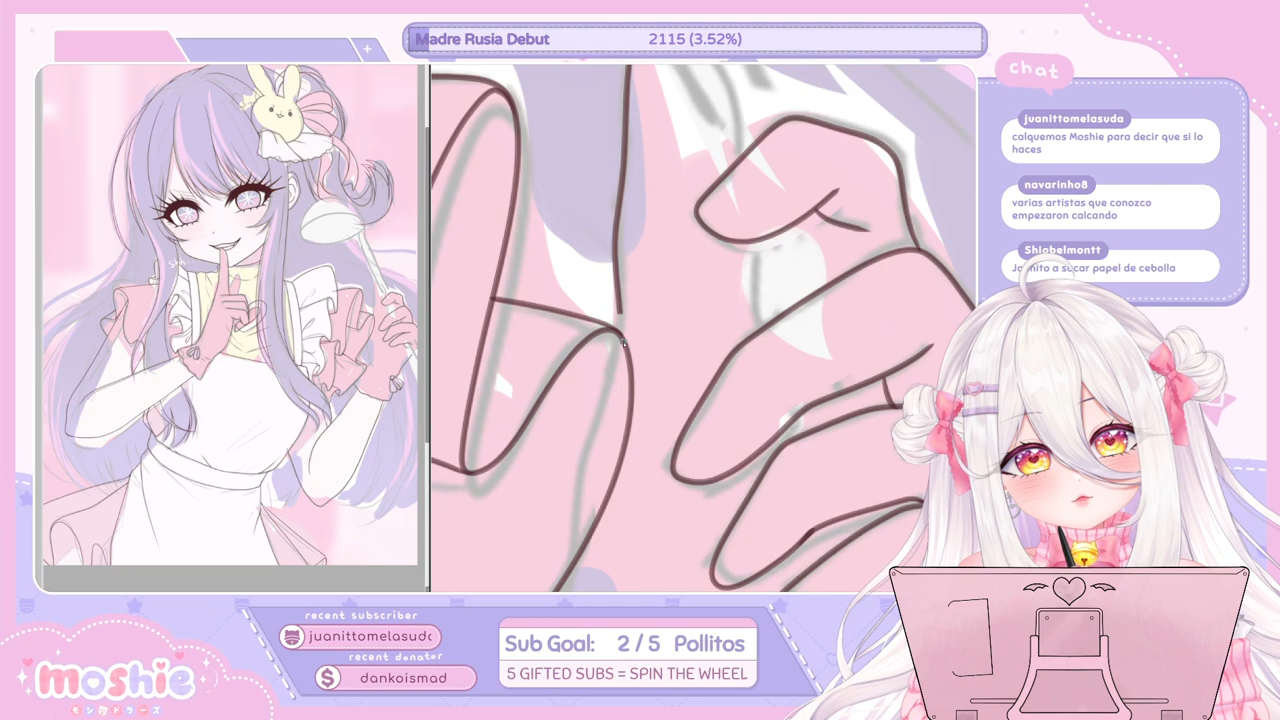 Madre Rusia Debut 2115 (3.52%)
+
chat
juanittomelasuda
calquemos Moshie para decir que si lo
haces
navarinho8
varias artistas que conozco
empezaron calcando
Shiobelmontt
a sacar papel de cebolla
recent subscriber
juanittomelasudc
recent donator
$ dankoismad
Sub Goal: 2 / 5 Pollitos
5 GIFTED SUBS = SPIN THE WHEEL
moshie